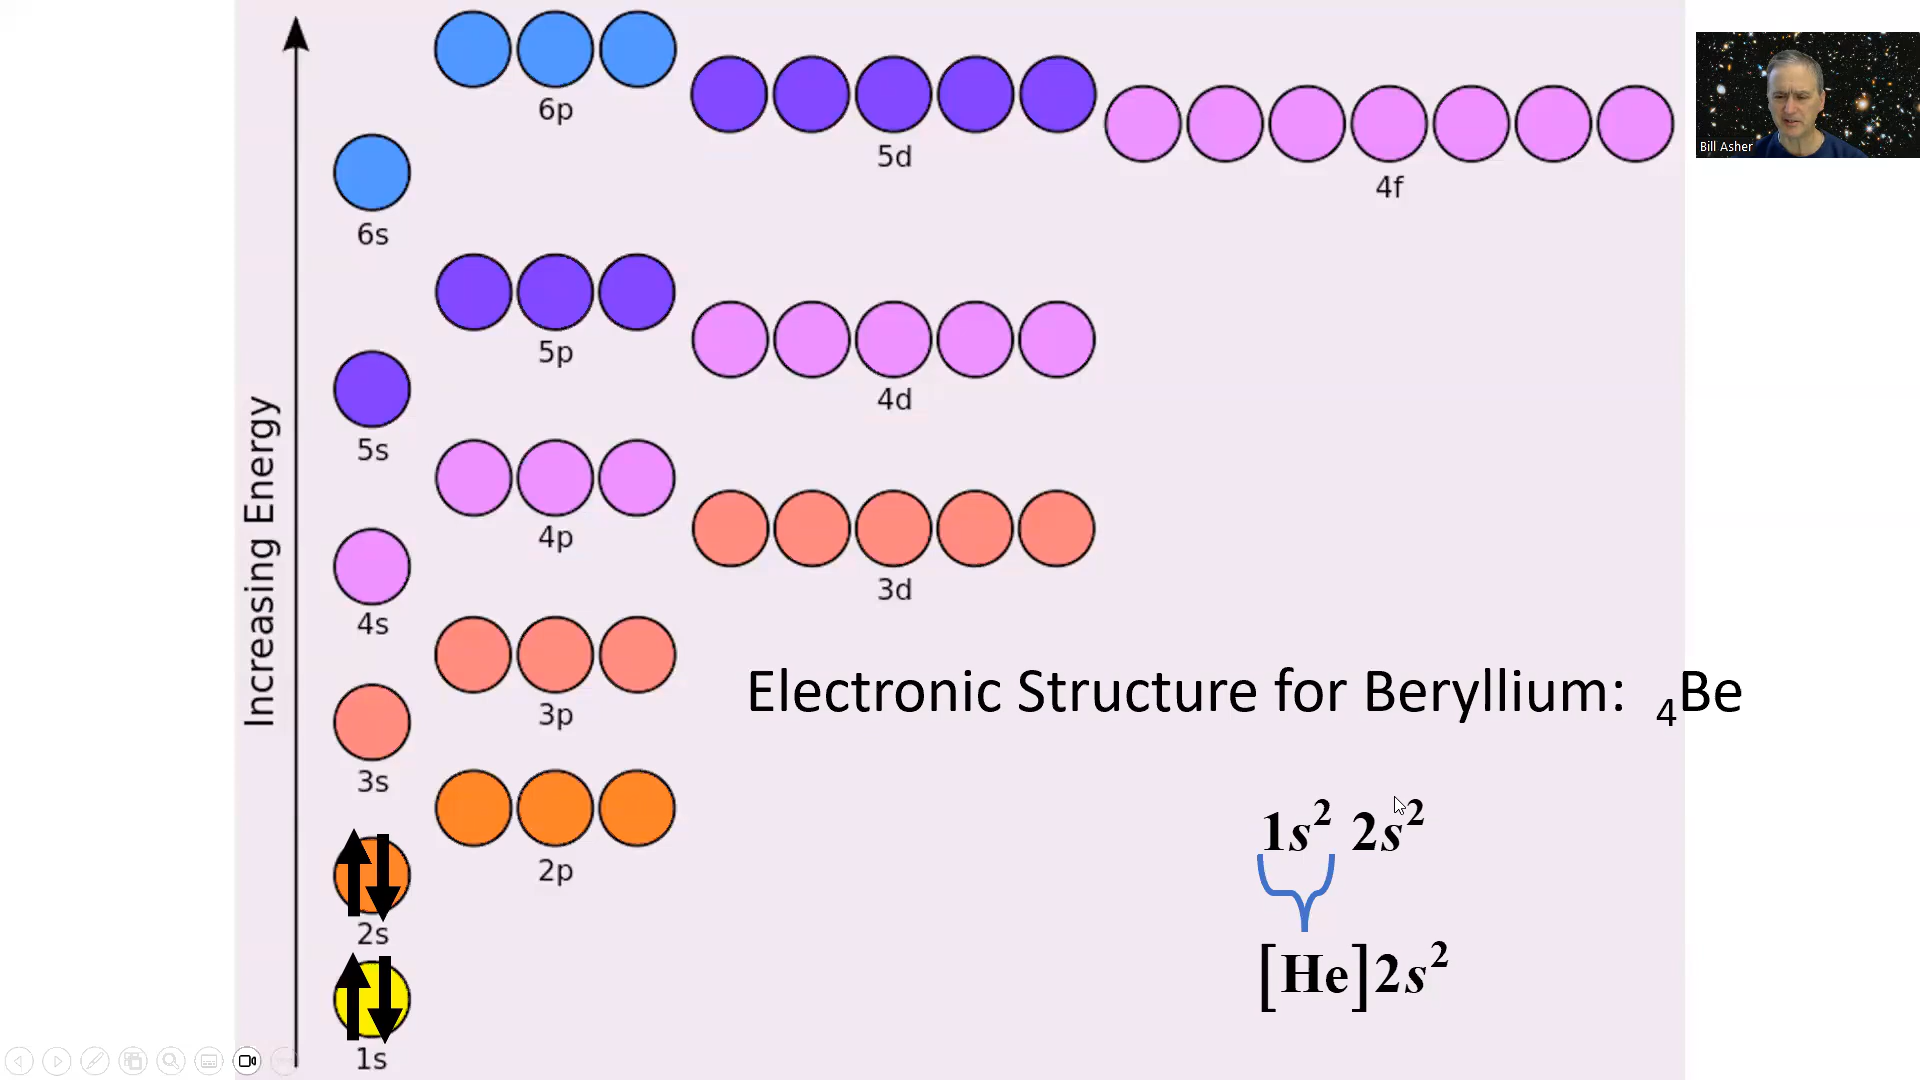 6p
5d
4f
6s
5p
4d
5s
4p
3d
4s
3p
3s
2p
2s
1s
Increasing Energy
Electronic Structure for Beryllium: ₄Be
1s² 2s²
[He]2s²
Bill Asher